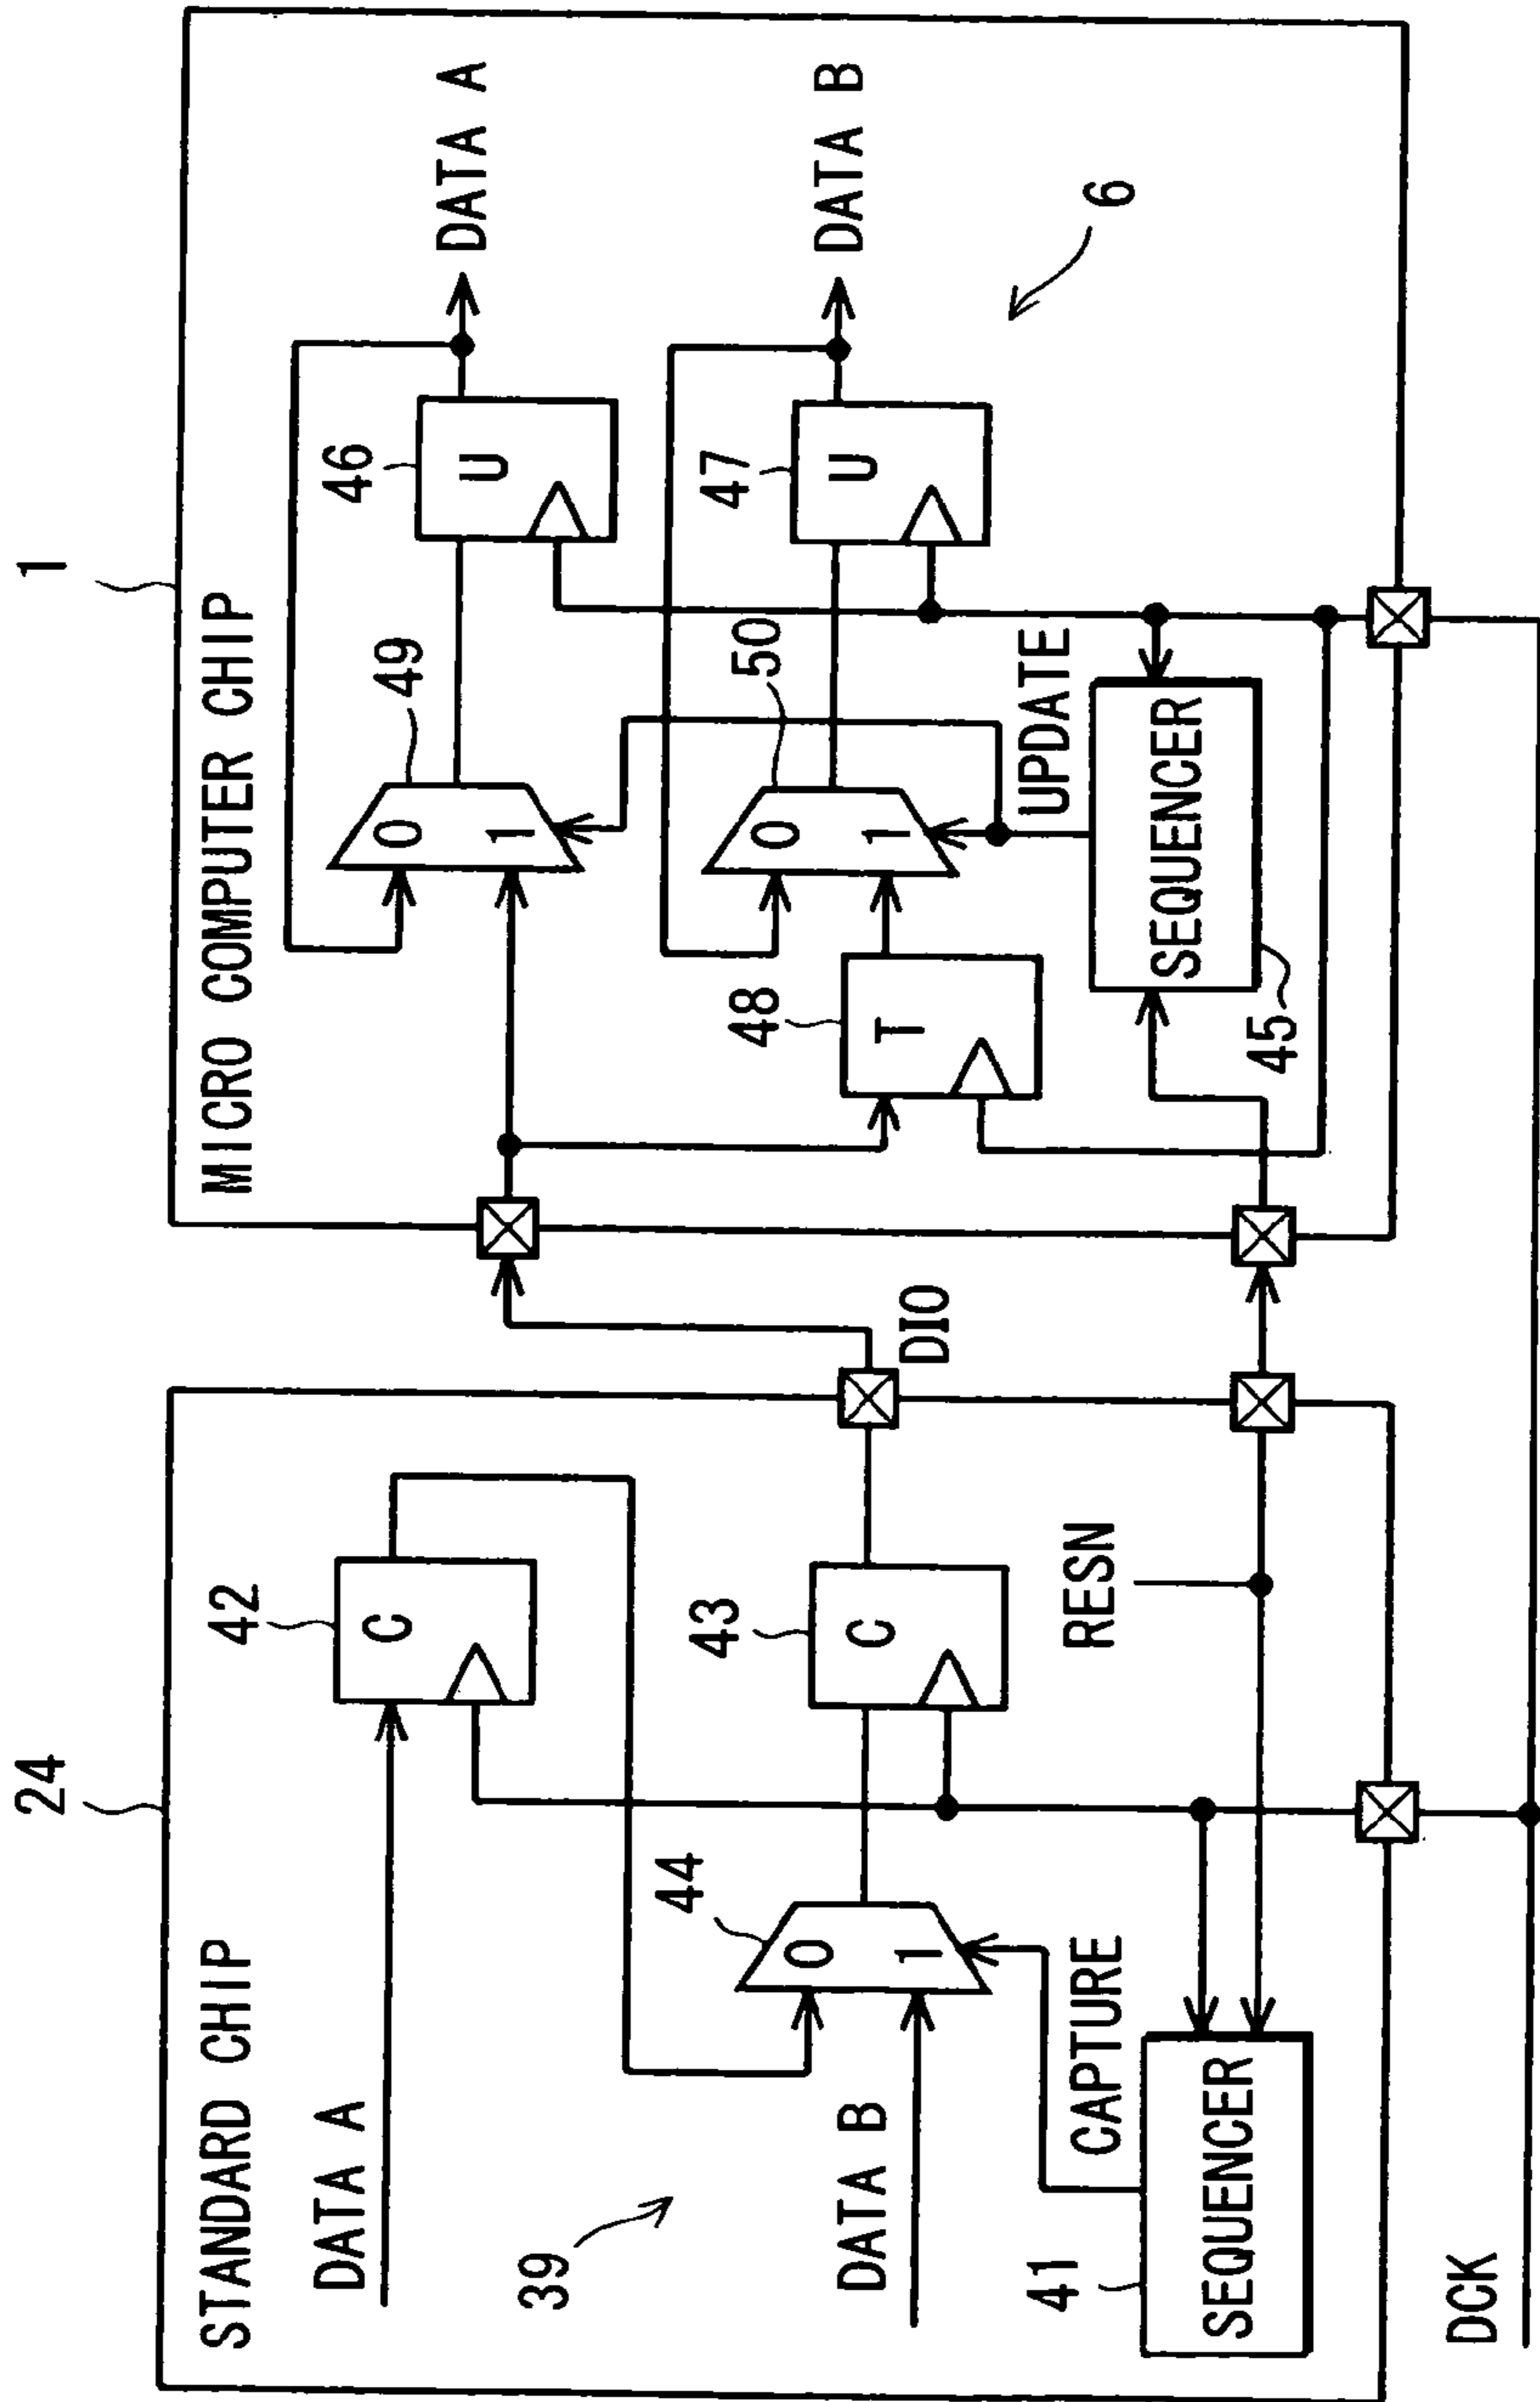 24
STANDARD CHIP
DATA A
42
C
39
44
0
1
43
C
DATA B
CAPTURE
41
SEQUENCER
RESN
DIO
DCK
1
MICRO COMPUTER CHIP
49
0
1
46
U
DATA A
48
T
50
0
1
47
U
DATA B
UPDATE
SEQUENCER
45
6